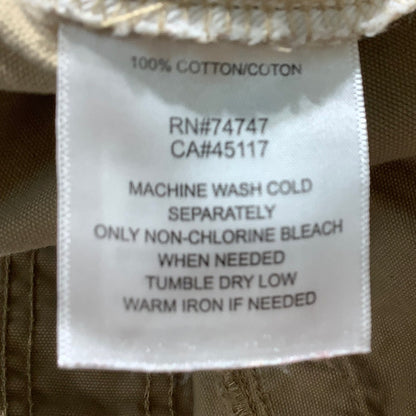 100% COTTON/COTON
RN#74747
CA#45117
MACHINE WASH COLD
SEPARATELY
ONLY NON-CHLORINE BLEACH
WHEN NEEDED
TUMBLE DRY LOW
WARM IRON IF NEEDED